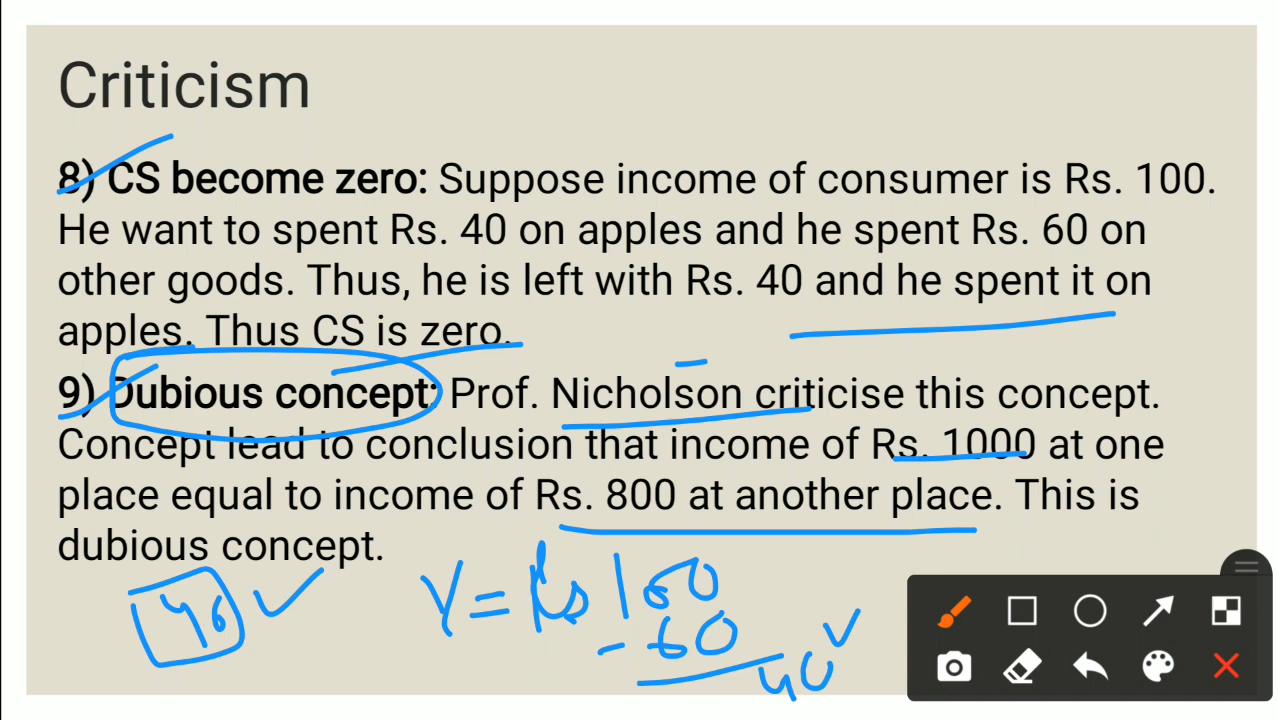 Criticism
8) CS become zero: Suppose income of consumer is Rs. 100.
He want to spent Rs. 40 on apples and he spent Rs. 60 on
other goods. Thus, he is left with Rs. 40 and he spent it on
apples. Thus CS is zero.
9) Dubious concept: Prof. Nicholson criticise this concept.
Concept lead to conclusion that income of Rs. 1000 at one
place equal to income of Rs. 800 at another place. This is
dubious concept.
Y = Rs 100
40 - 60
40